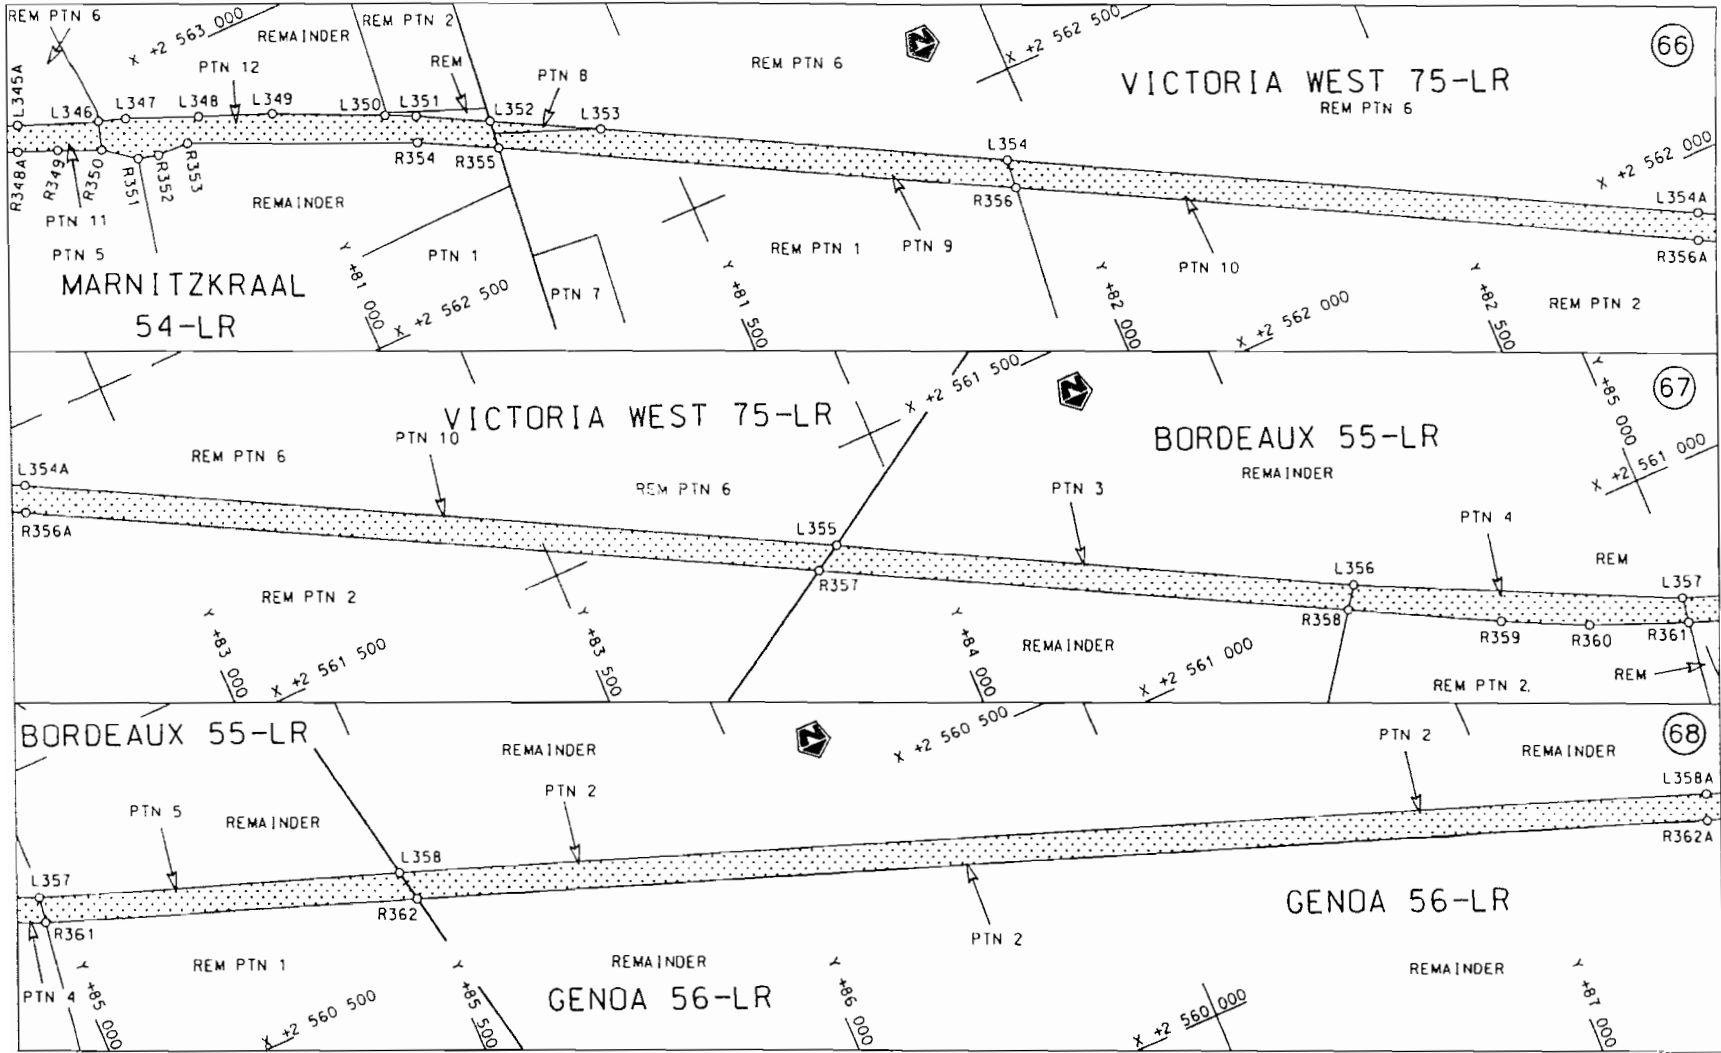 REM PTN 6
X +2 563 000
REMAINDER
REM PTN 2
REM
PTN 12
PTN 8
REM PTN 6
X +2 562 500
VICTORIA WEST 75-LR
REM PTN 6
66
L345A
L346
L347
L348
L349
L350
L351
L352
L353
L354
X +2 562 000
L354A
R348A
R349
R350
R351
R352
R353
R354
R355
R356
R356A
PTN 11
PTN 5
REMAINDER
MARNITZKRAAL
54-LR
Y +81 000
X +2 562 500
PTN 1
PTN 7
Y +81 500
REM PTN 1
PTN 9
Y +82 000
PTN 10
X +2 562 000
Y +82 500
REM PTN 2
VICTORIA WEST 75-LR
X +2 561 500
BORDEAUX 55-LR
REMAINDER
Y +85 000
67
X +2 561 000
L354A
REM PTN 6
PTN 10
REM PTN 6
PTN 3
PTN 4
REM
L355
L356
L357
R356A
R357
R358
R359
R360
R361
REM PTN 2
Y +83 000
X +2 561 500
Y +83 500
Y +84 000
REMAINDER
X +2 561 000
REM PTN 2
REM
BORDEAUX 55-LR
REMAINDER
X +2 560 500
PTN 2
REMAINDER
68
L358A
PTN 5
REMAINDER
PTN 2
L357
L358
R362A
R361
R362
GENOA 56-LR
PTN 4
Y +85 000
REM PTN 1
X +2 560 500
Y +85 500
REMAINDER
GENOA 56-LR
Y +86 000
PTN 2
X +2 560 000
REMAINDER
Y +87 000